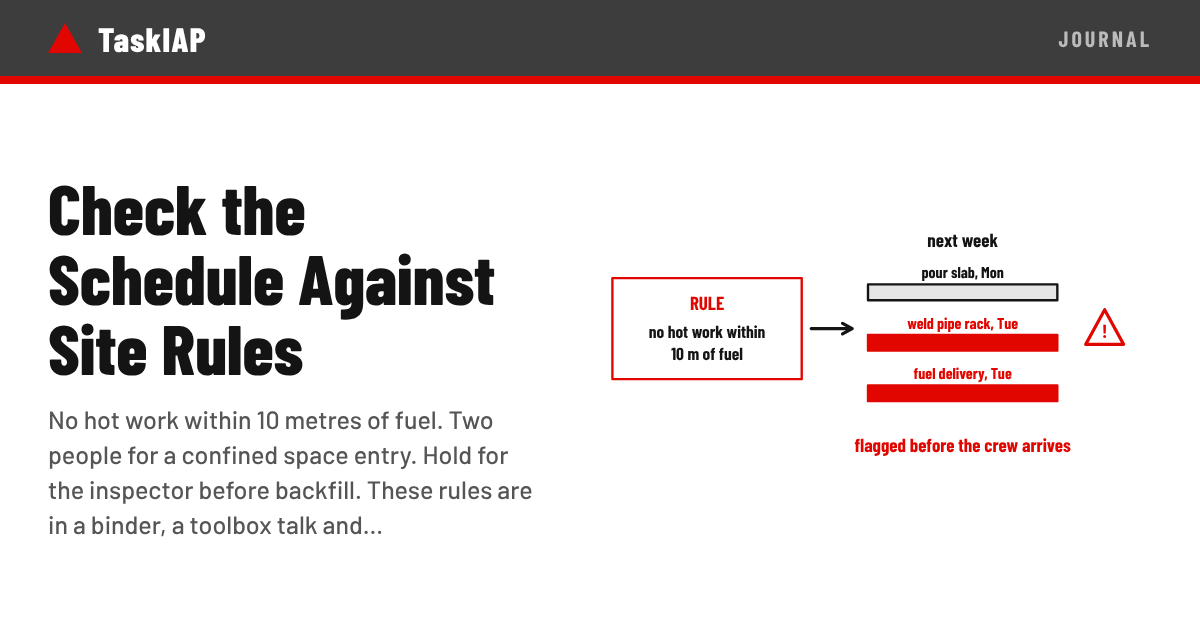 TaskIAP
JOURNAL
Check the
Schedule Against
Site Rules
No hot work within 10 metres of fuel. Two
people for a confined space entry. Hold for
the inspector before backfill. These rules are
in a binder, a toolbox talk and...
RULE
no hot work within
10 m of fuel
next week
pour slab, Mon
weld pipe rack, Tue
!
fuel delivery, Tue
flagged before the crew arrives